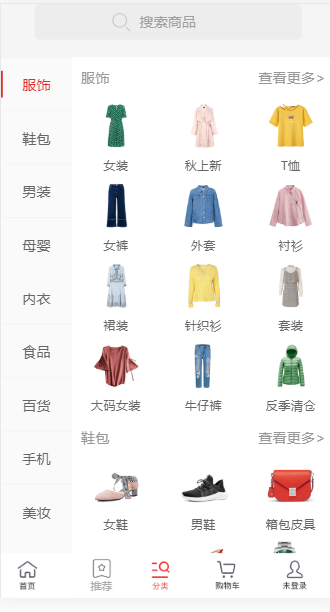 搜索商品
服饰
鞋包
男装
母婴
内衣
食品
百货
手机
美妆
服饰 查看更多>
女装 秋上新 T恤
女裤 外套 衬衫
裙装 针织衫 套装
大码女装 牛仔裤 反季清仓
鞋包 查看更多>
女鞋 男鞋 箱包皮具
首页 推荐 分类 购物车 未登录